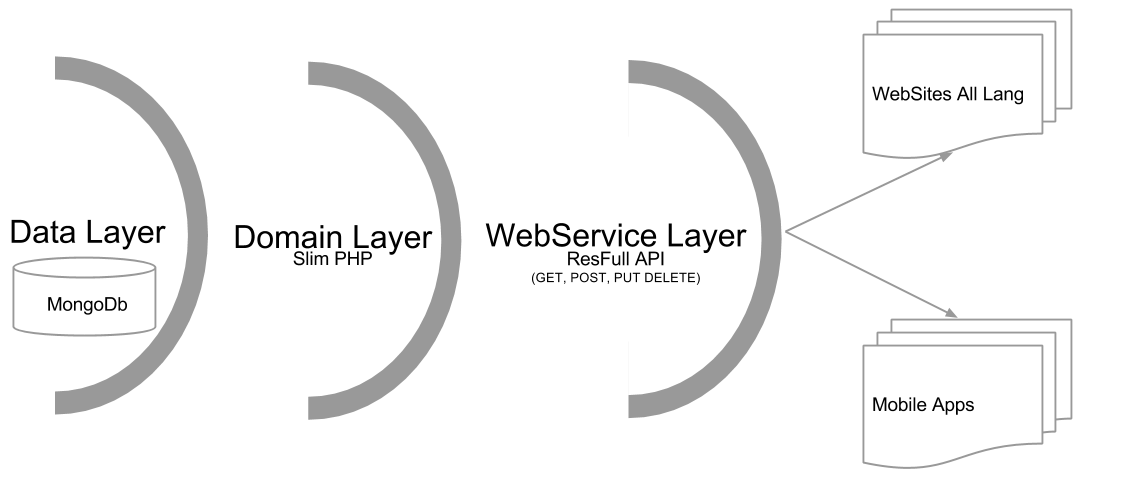 Data Layer
MongoDb
Domain Layer
Slim PHP
WebService Layer
ResFull API
(GET, POST, PUT DELETE)
WebSites All Lang
Mobile Apps